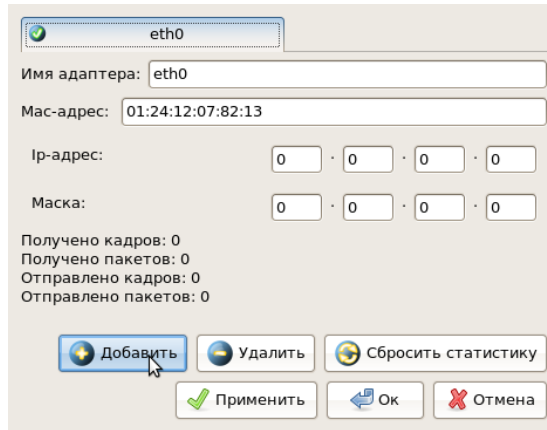 eth0
Имя адаптера: eth0
Mac-адрес: 01:24:12:07:82:13
Ip-адрес: 0 . 0 . 0 . 0
Маска: 0 . 0 . 0 . 0
Получено кадров: 0
Получено пакетов: 0
Отправлено кадров: 0
Отправлено пакетов: 0
Добавить Удалить Сбросить статистику
Применить Ок Отмена